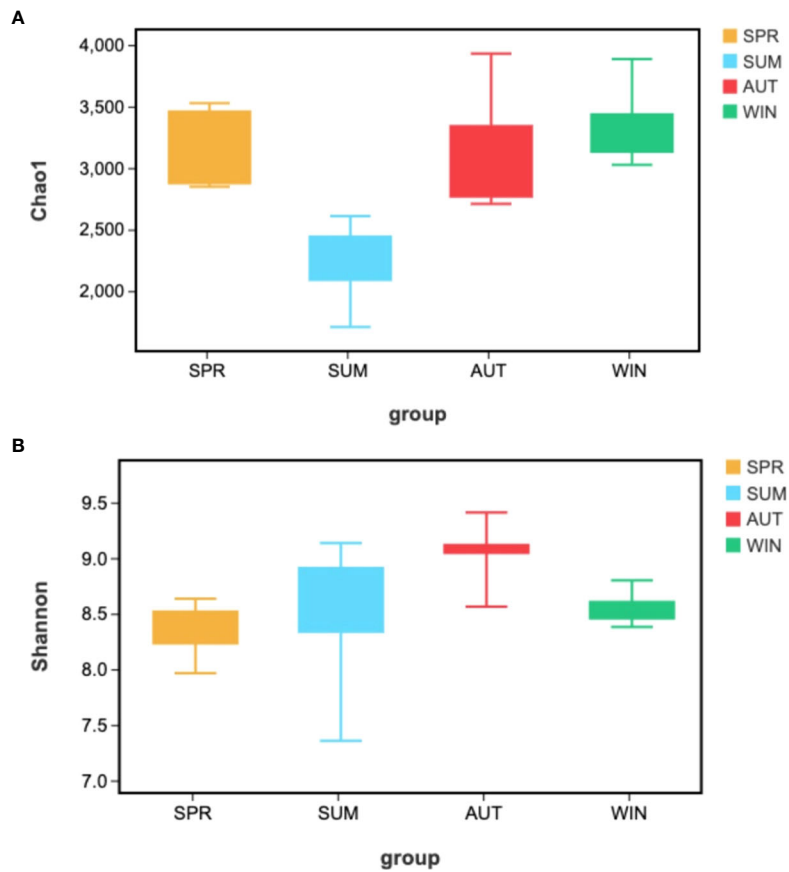 A
4,000
3,500
3,000
2,500
2,000
Chao1
SPR
SUM
AUT
WIN
group
SPR
SUM
AUT
WIN
B
9.5
9.0
8.5
8.0
7.5
7.0
Shannon
SPR
SUM
AUT
WIN
group
SPR
SUM
AUT
WIN